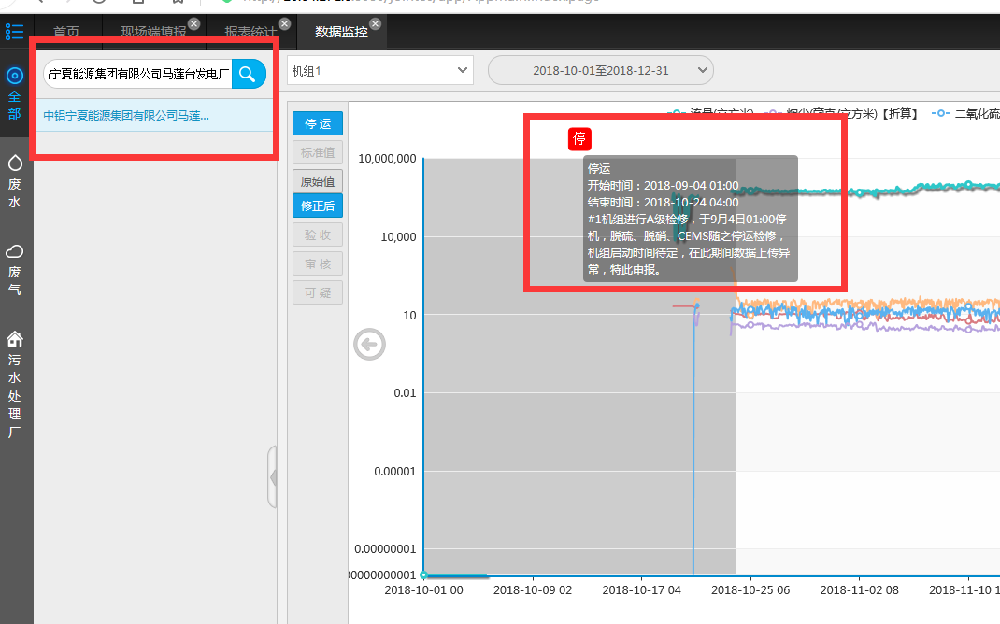 首页
现场端填报
报表统计
数据监控
全部
废水
废气
污水处理厂
宁夏能源集团有限公司马莲台发电厂
中铝宁夏能源集团有限公司马莲...
机组1
2018-10-01至2018-12-31
停 运
标准值
原始值
修正后
验 收
审 核
可 疑
流量(立方米)
烟尘(毫克/立方米)【折算】
二氧化硫
停
停运
开始时间：2018-09-04 01:00
结束时间：2018-10-24 04:00
#1机组进行A级检修，于9月4日01:00停
机，脱硫、脱硝、CEMS随之停运检修，
机组启动时间待定，在此期间数据上传异
常，特此申报。
10,000,000
10,000
10
0.01
0.00001
0.00000001
00000000001
2018-10-01 00
2018-10-09 02
2018-10-17 04
2018-10-25 06
2018-11-02 08
2018-11-10 1